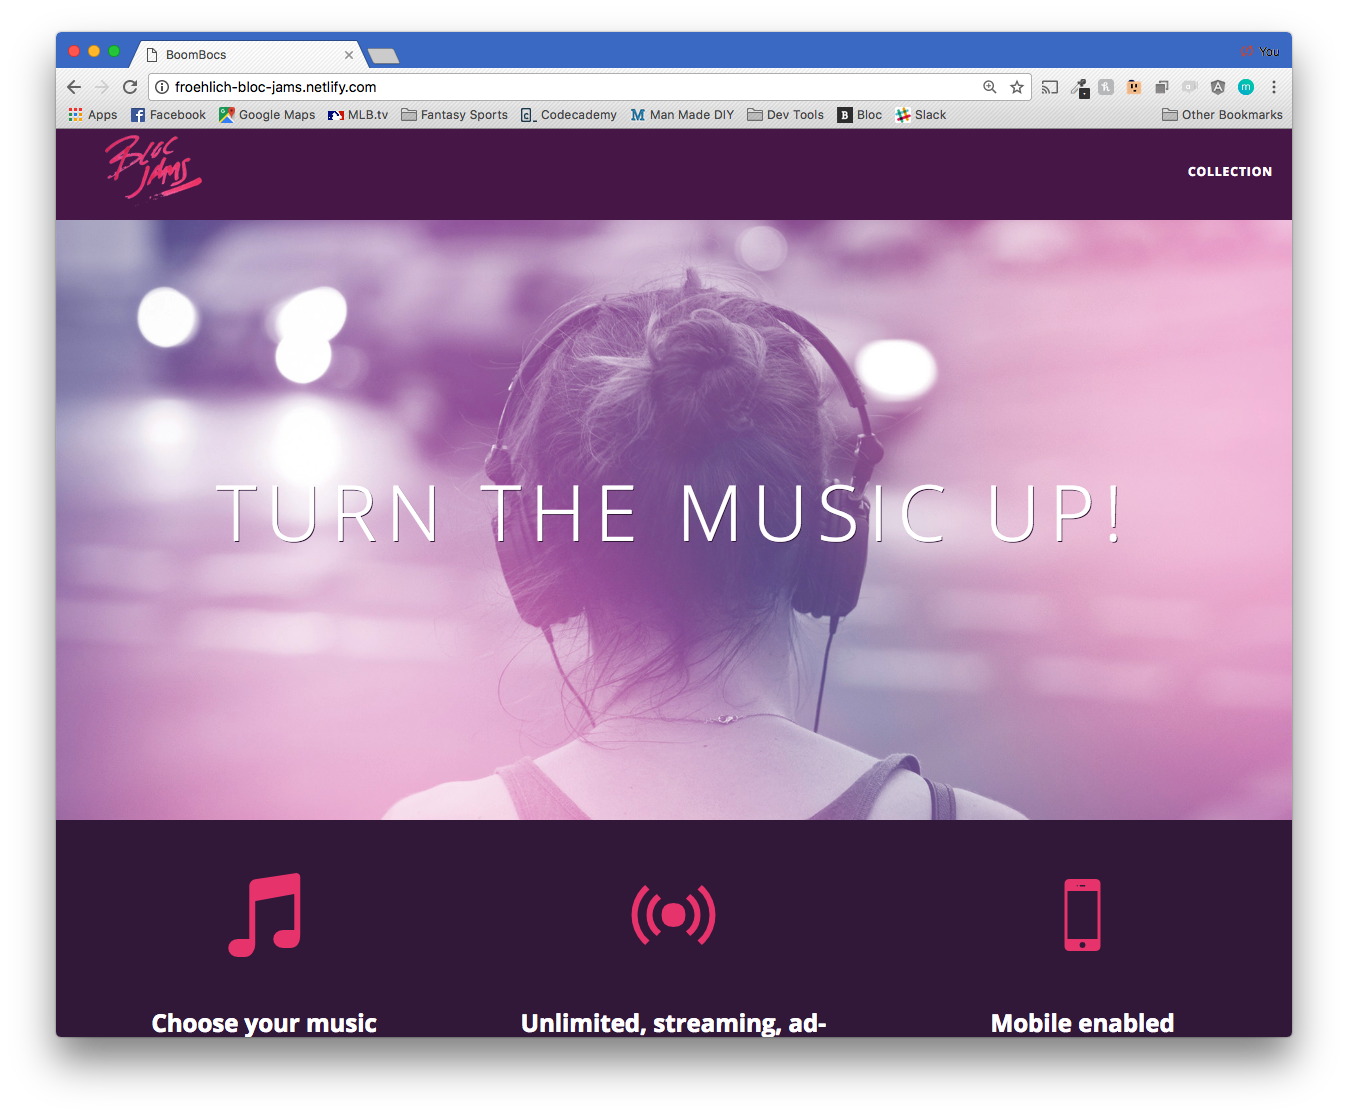 BoomBocs
You
froehlich-bloc-jams.netlify.com
Apps Facebook Google Maps MLB.tv Fantasy Sports Codecademy Man Made DIY Dev Tools Bloc Slack Other Bookmarks
BLOC
JAMS
COLLECTION
TURN THE MUSIC UP!
Choose your music Unlimited, streaming, ad- Mobile enabled